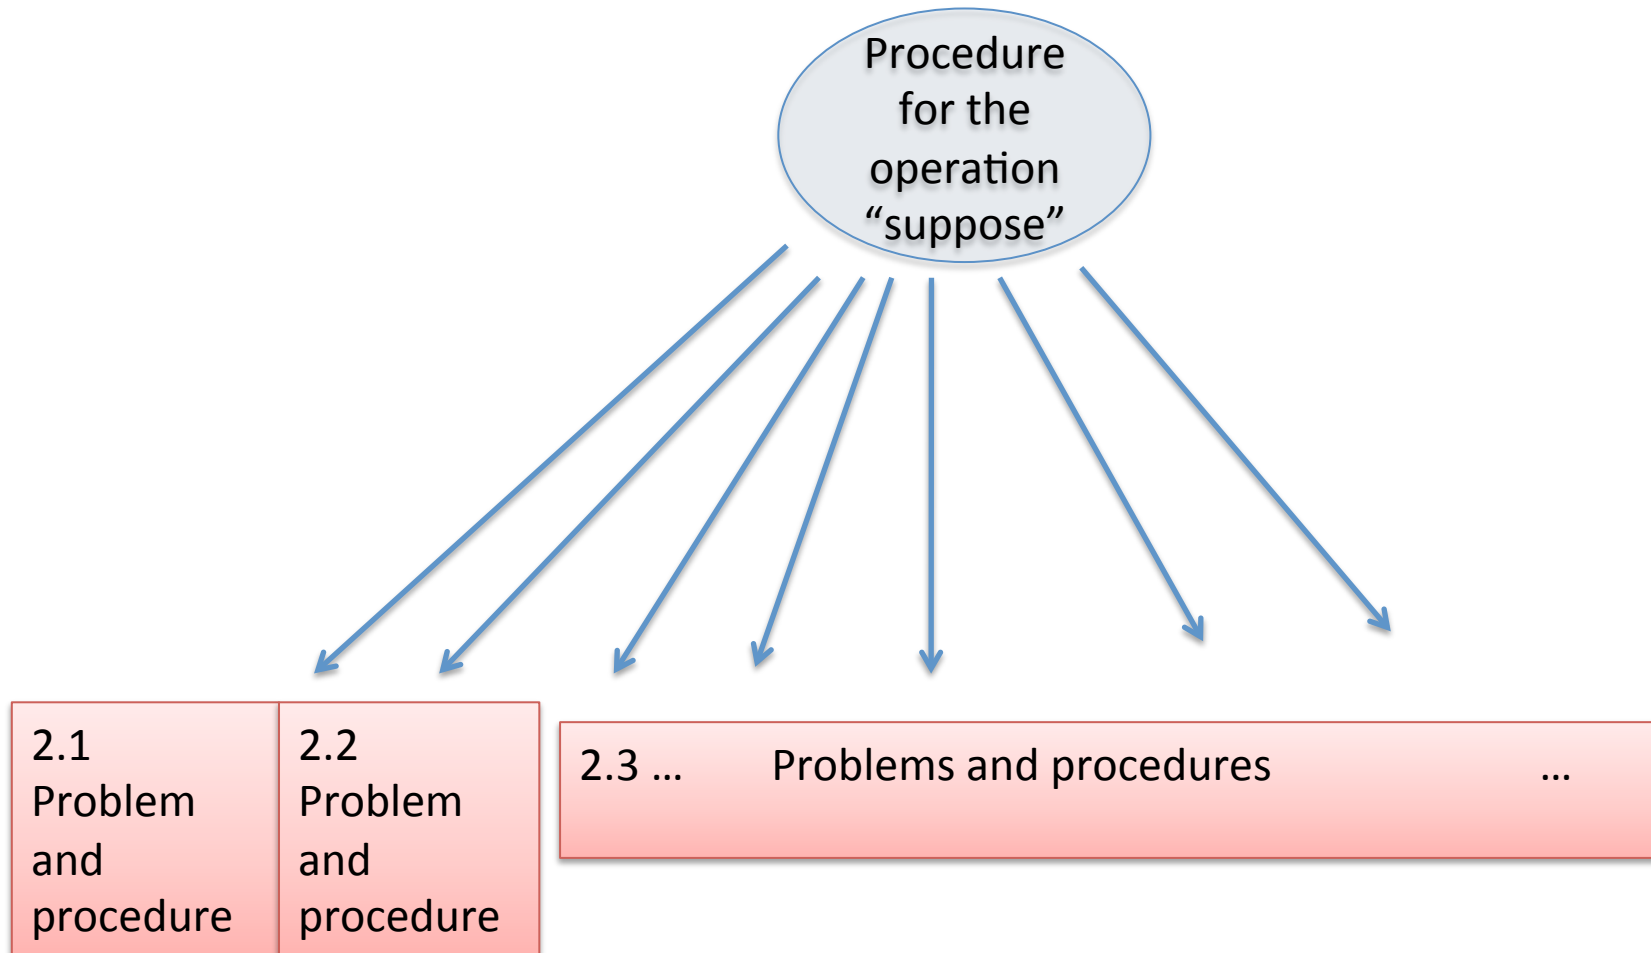 Procedure
for the
operation
“suppose”
2.1
Problem
and
procedure
2.2
Problem
and
procedure
2.3 ... Problems and procedures ...